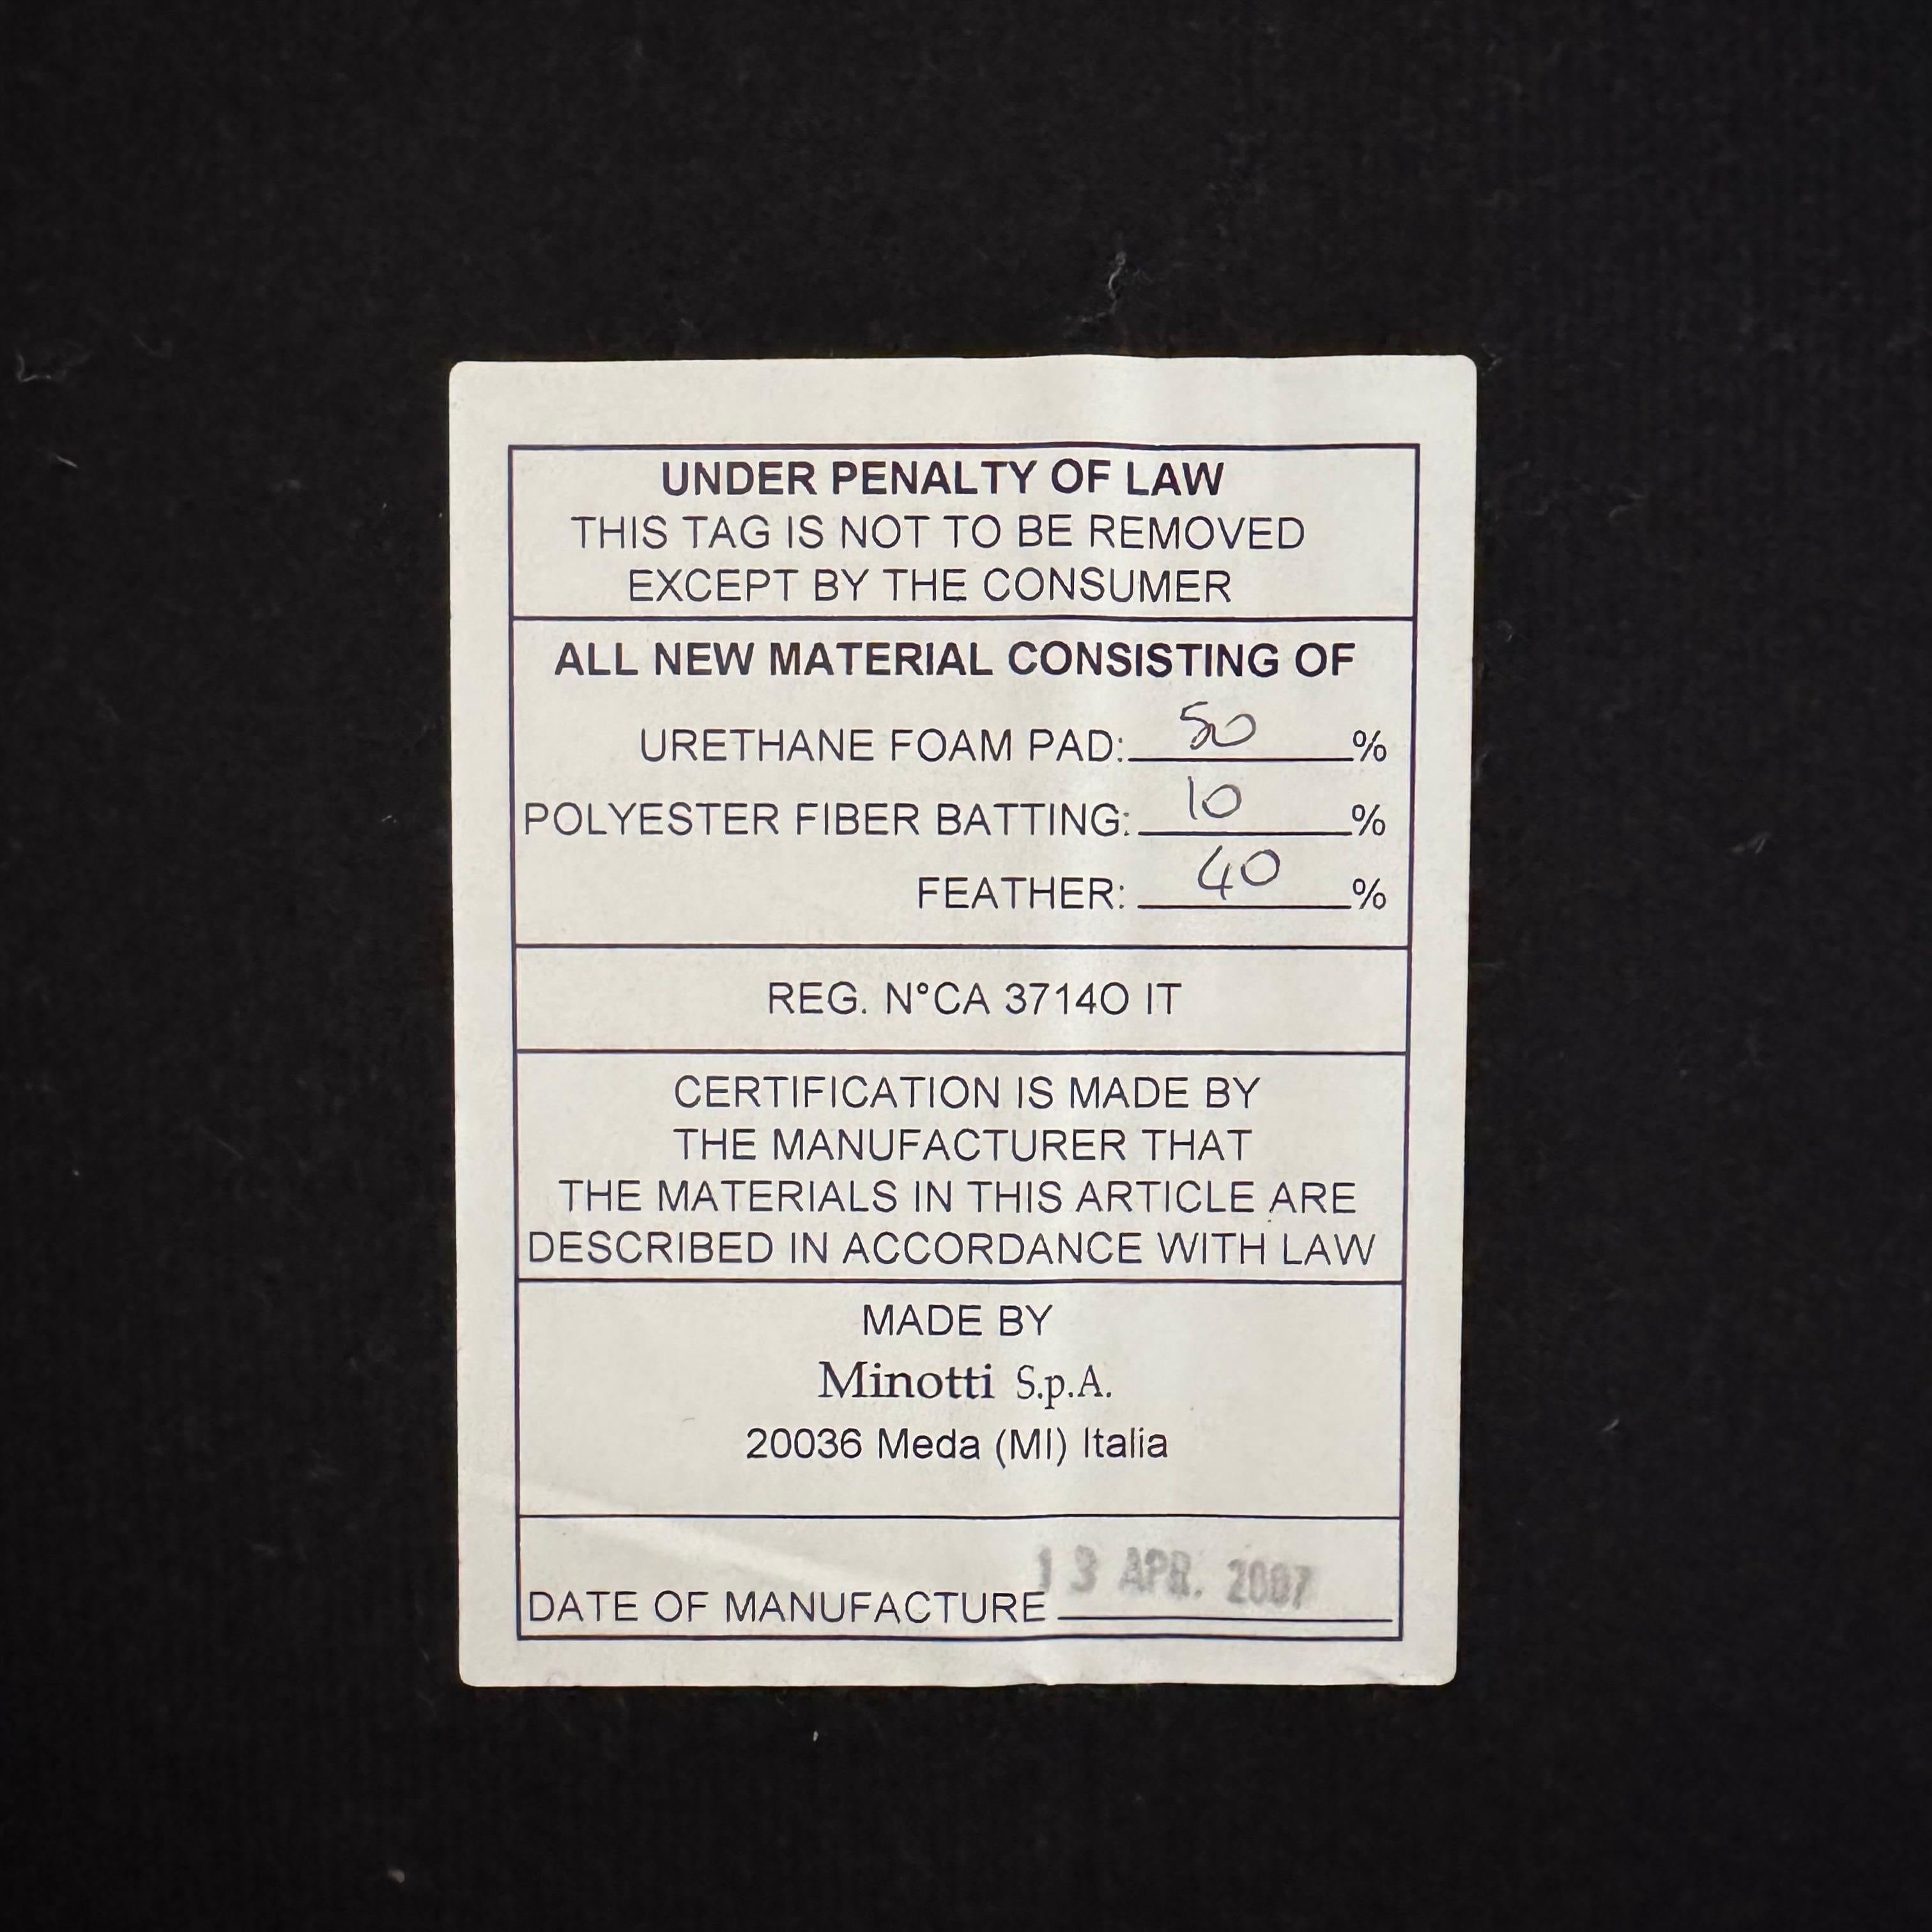 UNDER PENALTY OF LAW
THIS TAG IS NOT TO BE REMOVED
EXCEPT BY THE CONSUMER
ALL NEW MATERIAL CONSISTING OF
URETHANE FOAM PAD: 50 %
POLYESTER FIBER BATTING: 10 %
FEATHER: 40 %
REG. N°CA 3714O IT
CERTIFICATION IS MADE BY
THE MANUFACTURER THAT
THE MATERIALS IN THIS ARTICLE ARE
DESCRIBED IN ACCORDANCE WITH LAW
MADE BY
Minotti S.p.A.
20036 Meda (MI) Italia
DATE OF MANUFACTURE 13 APR. 2007